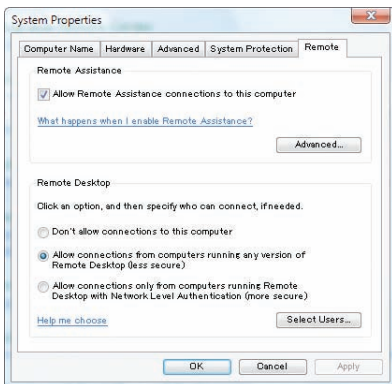 System Properties
Computer Name Hardware Advanced System Protection Remote
Remote Assistance
Allow Remote Assistance connections to this computer
What happens when I enable Remote Assistance?
Advanced...
Remote Desktop
Click an option, and then specify who can connect, if needed.
Don't allow connections to this computer
Allow connections from computers running any version of
Remote Desktop (less secure)
Allow connections only from computers running Remote
Desktop with Network Level Authentication (more secure)
Help me choose
Select Users...
OK Cancel Apply